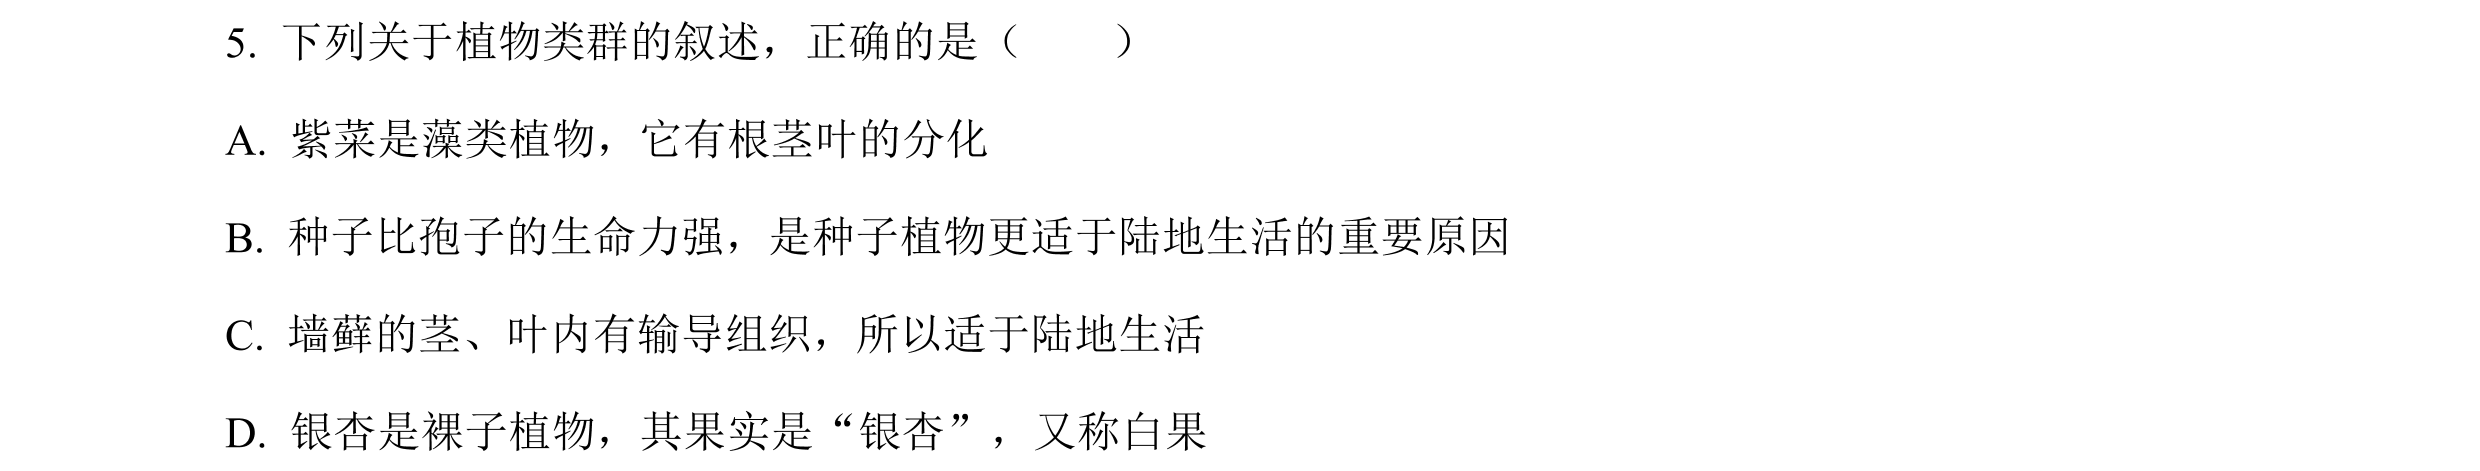 5. 下列关于植物类群的叙述，正确的是（　　）
A. 紫菜是藻类植物，它有根茎叶的分化
B. 种子比孢子的生命力强，是种子植物更适于陆地生活的重要原因
C. 墙藓的茎、叶内有输导组织，所以适于陆地生活
D. 银杏是裸子植物，其果实是“银杏”，又称白果